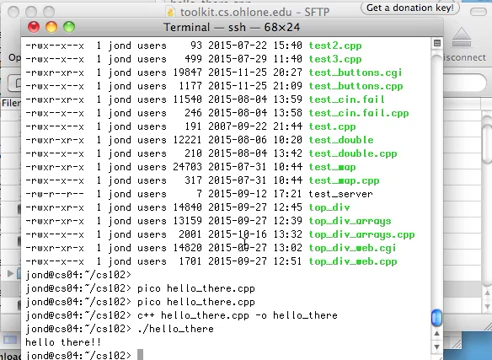 Get a donation key!
toolkit.cs.ohlone.edu - SFTP
Terminal — ssh — 68×24
-rwx--x--x 1 jond users 93 2015-07-22 15:40 test2.cpp
-rwx--x--x 1 jond users 499 2015-07-29 11:40 test3.cpp
-rwxr-xr-x 1 jond users 19847 2015-11-25 20:27 test_buttons.cgi
-rwx--x--x 1 jond users 1177 2015-11-25 21:09 test_buttons.cpp
-rwxr-xr-x 1 jond users 11540 2015-08-04 13:59 test_cin.fail
-rwx--x--x 1 jond users 246 2015-08-04 13:58 test_cin.fail.cpp
-rwx--x--x 1 jond users 191 2007-09-22 21:44 test.cpp
-rwxr-xr-x 1 jond users 12221 2015-08-06 10:20 test_double
-rwx--x--x 1 jond users 210 2015-08-04 13:42 test_double.cpp
-rwxr-xr-x 1 jond users 24703 2015-07-31 10:44 test_map
-rwx--x--x 1 jond users 317 2015-07-31 10:44 test_map.cpp
-rw-r--r-- 1 jond users 7 2015-09-12 17:21 test_server
-rwxr-xr-x 1 jond users 14840 2015-09-27 12:45 top_div
-rwxr-xr-x 1 jond users 13159 2015-09-27 12:39 top_div_arrays
-rwx--x--x 1 jond users 2001 2015-10-16 13:32 top_div_arrays.cpp
-rwxr-xr-x 1 jond users 14820 2015-09-27 13:02 top_div_web.cgi
-rwx--x--x 1 jond users 1701 2015-09-27 12:51 top_div_web.cpp
jond@cs04:~/cs102>
jond@cs04:~/cs102> pico hello_there.cpp
jond@cs04:~/cs102> pico hello_there.cpp
jond@cs04:~/cs102> c++ hello_there.cpp -o hello_there
jond@cs04:~/cs102> ./hello_there
hello there!!
jond@cs04:~/cs102>